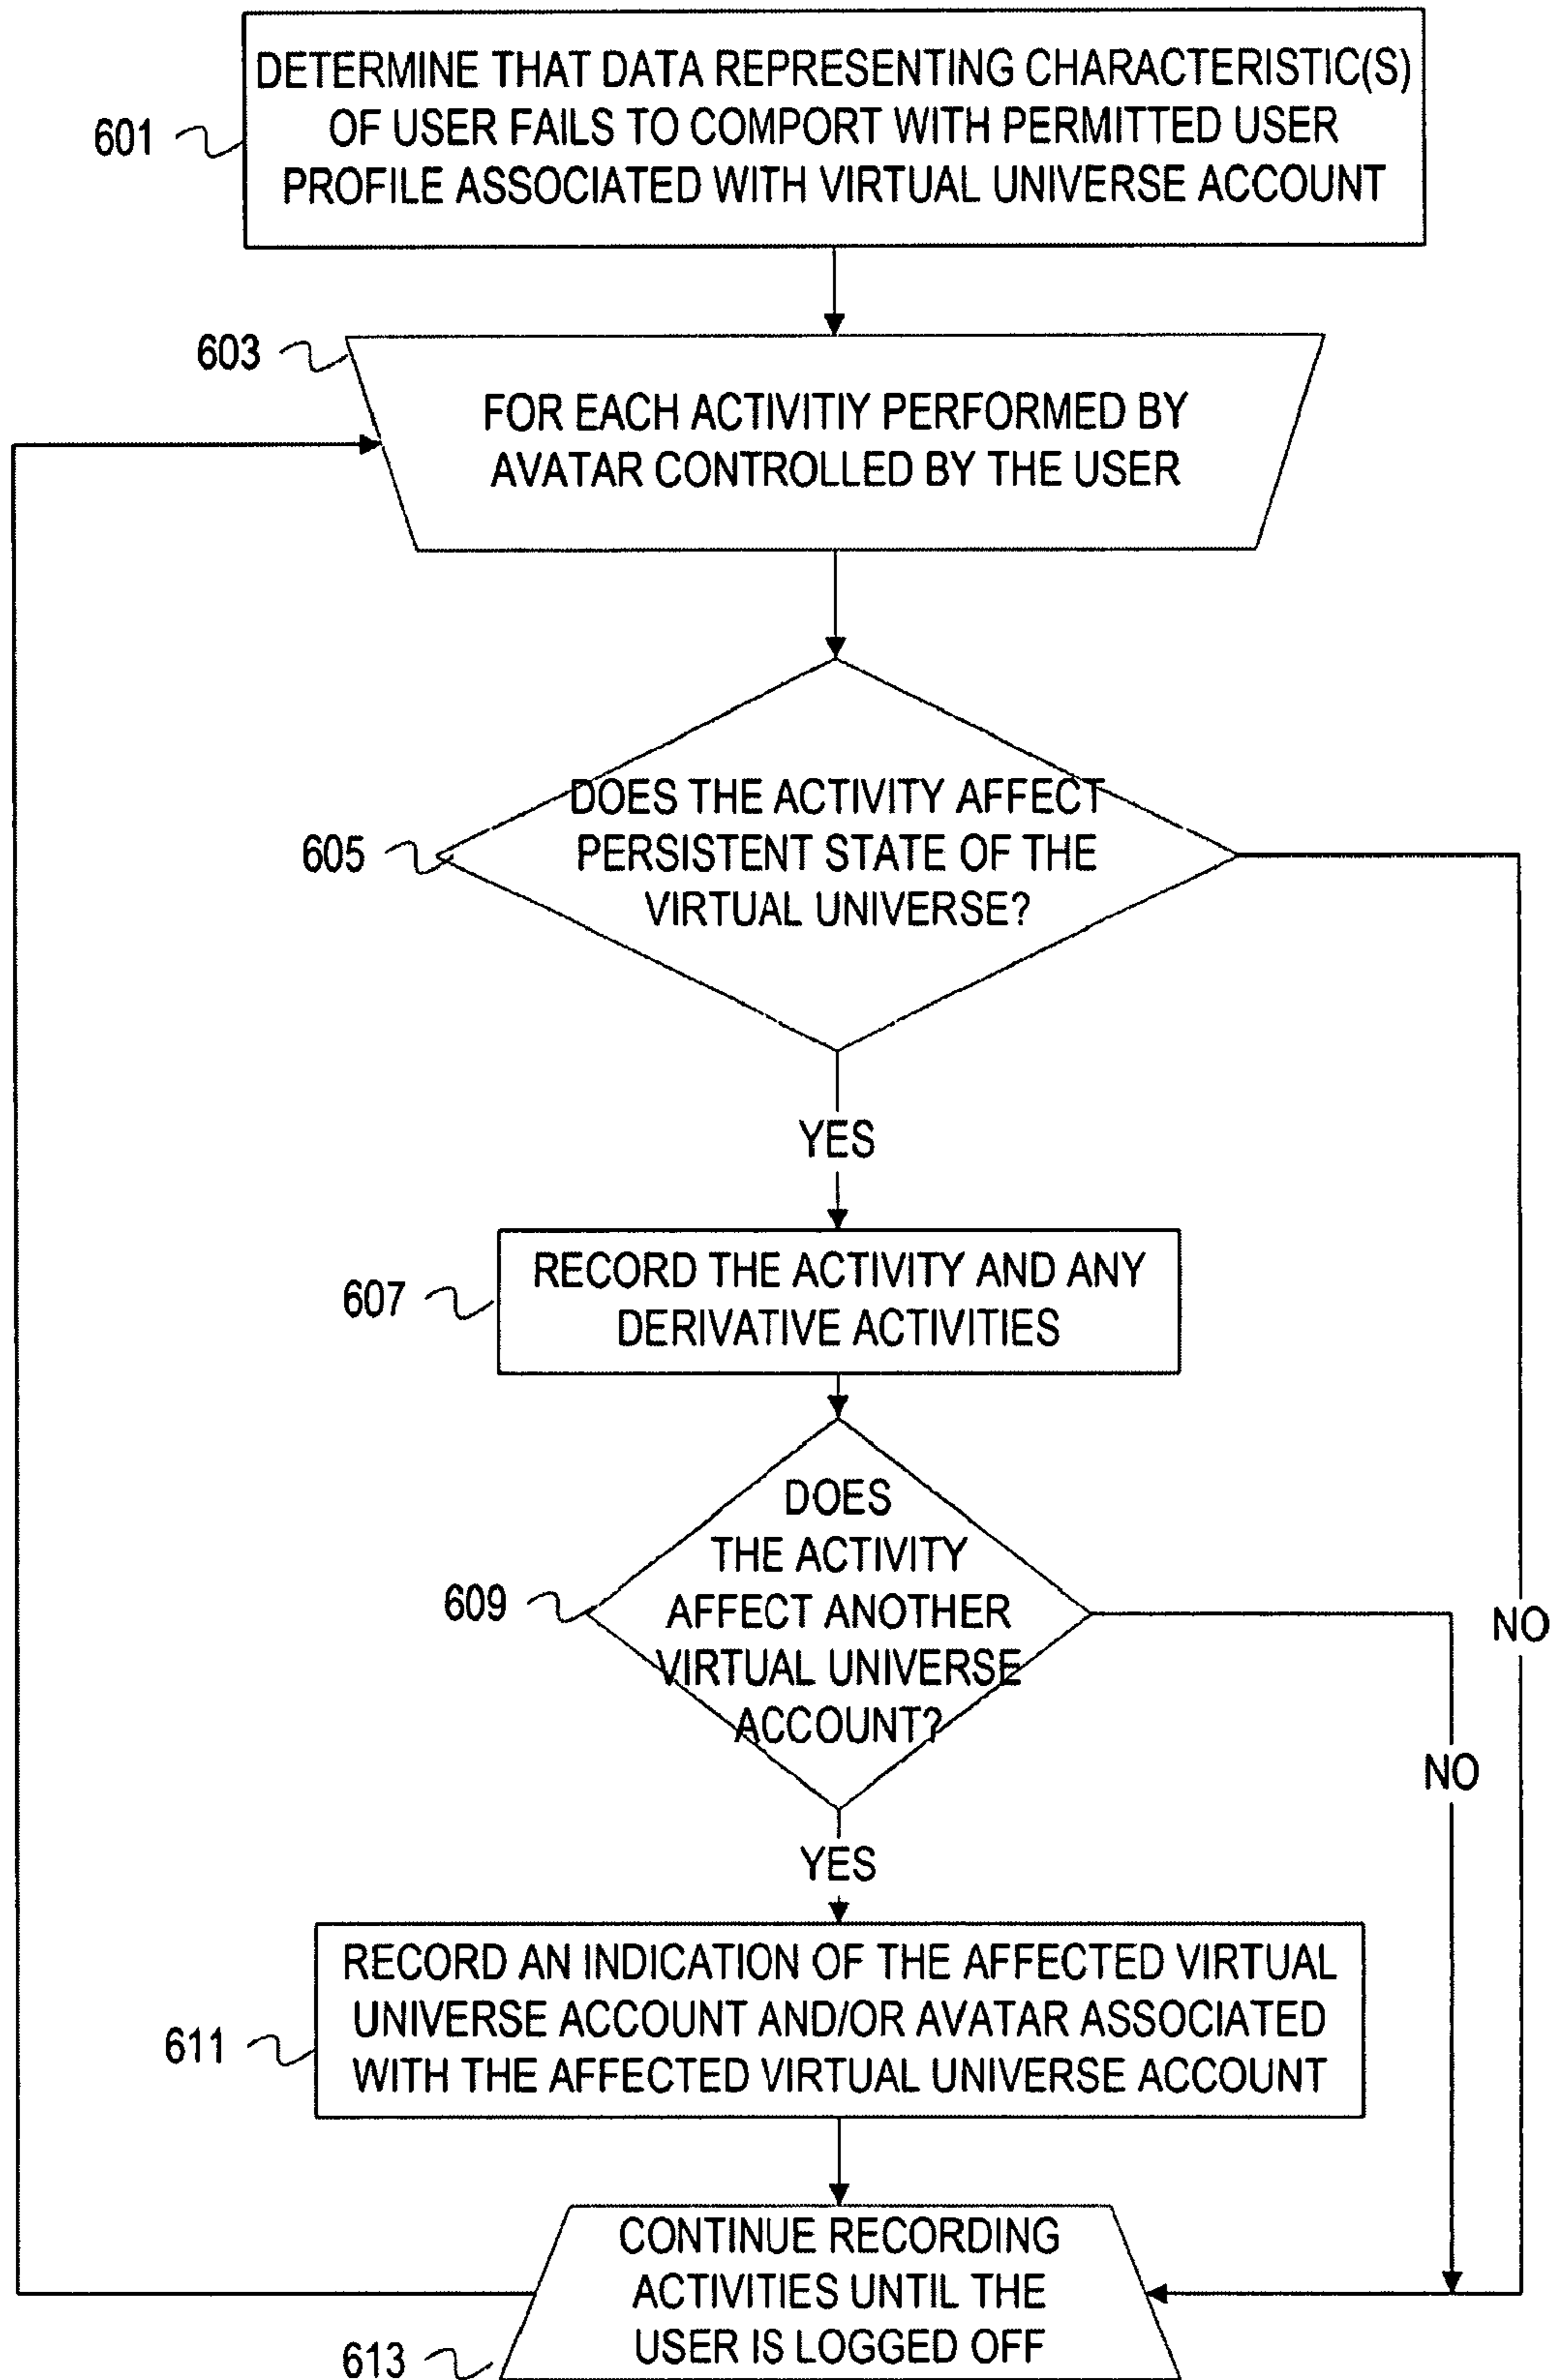 DETERMINE THAT DATA REPRESENTING CHARACTERISTIC(S)
OF USER FAILS TO COMPORT WITH PERMITTED USER
PROFILE ASSOCIATED WITH VIRTUAL UNIVERSE ACCOUNT
601
603
FOR EACH ACTIVITIY PERFORMED BY
AVATAR CONTROLLED BY THE USER
DOES THE ACTIVITY AFFECT
PERSISTENT STATE OF THE
VIRTUAL UNIVERSE?
605
YES
RECORD THE ACTIVITY AND ANY
DERIVATIVE ACTIVITIES
607
DOES
THE ACTIVITY
AFFECT ANOTHER
VIRTUAL UNIVERSE
ACCOUNT?
609
NO
NO
YES
RECORD AN INDICATION OF THE AFFECTED VIRTUAL
UNIVERSE ACCOUNT AND/OR AVATAR ASSOCIATED
WITH THE AFFECTED VIRTUAL UNIVERSE ACCOUNT
611
CONTINUE RECORDING
ACTIVITIES UNTIL THE
USER IS LOGGED OFF
613